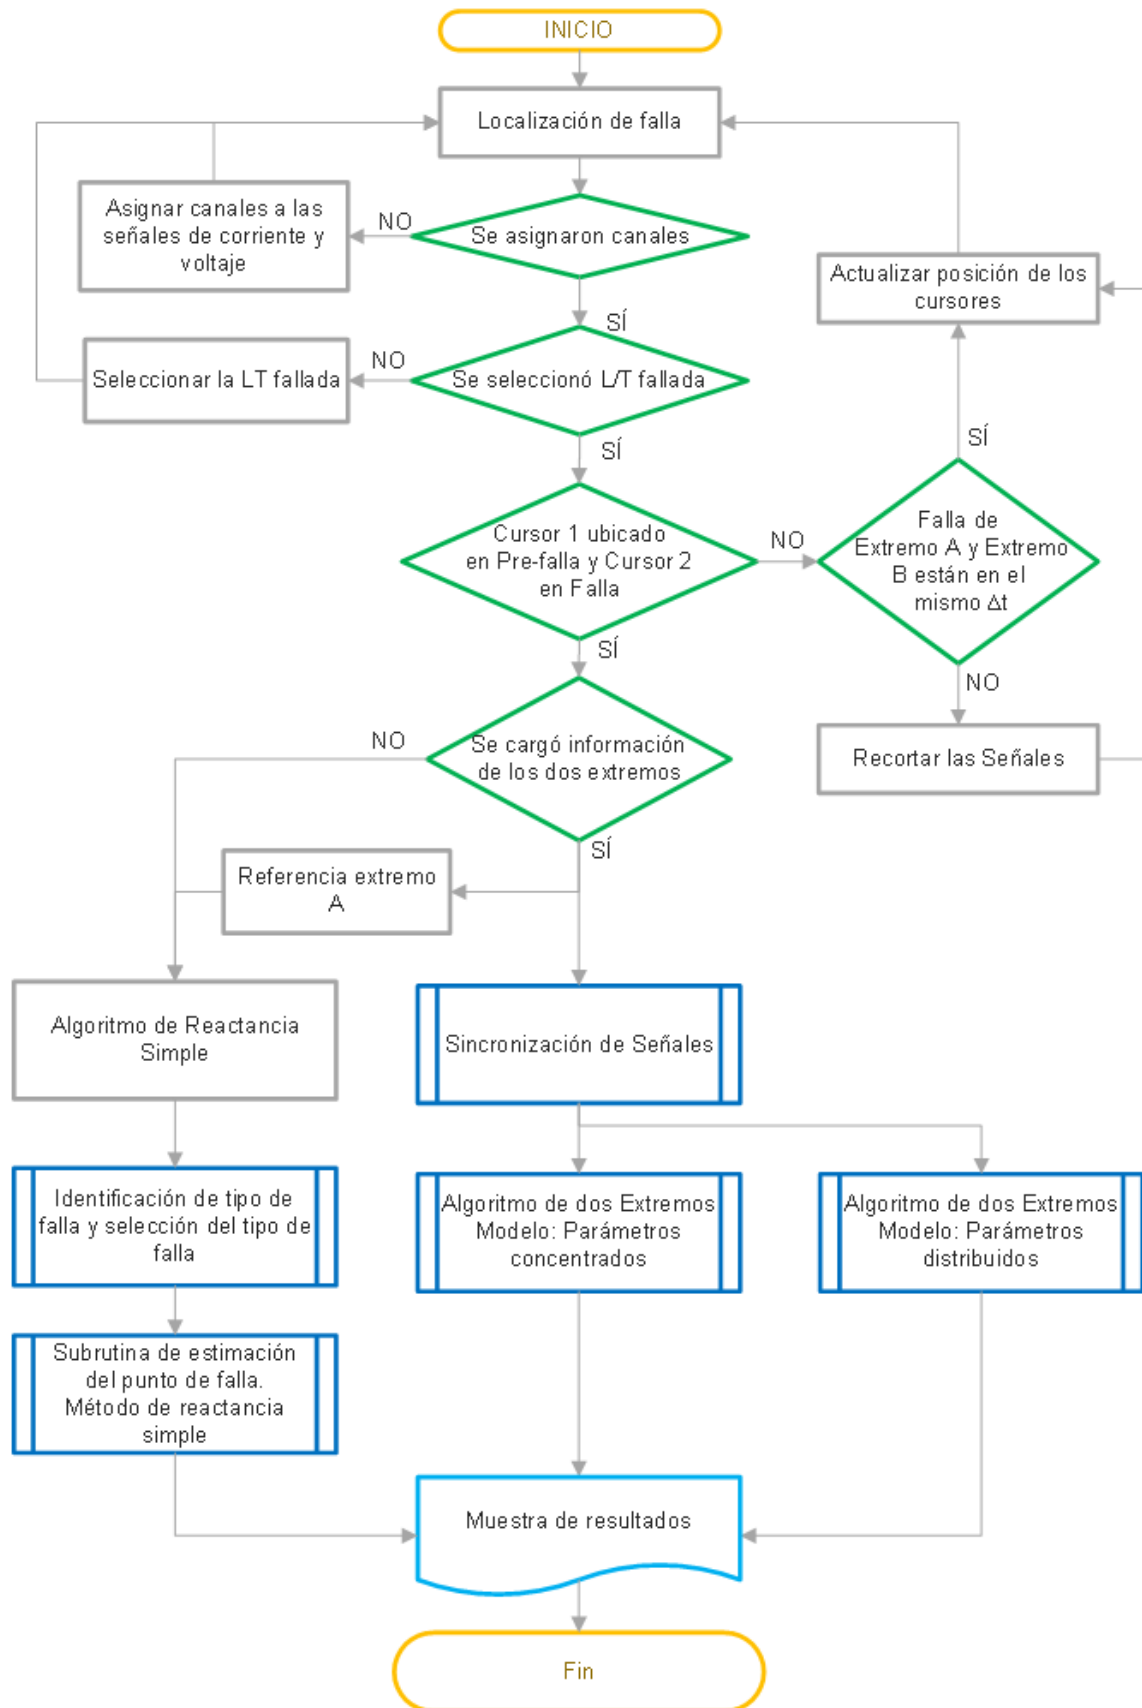 INICIO
Localización de falla
Asignar canales a las
señales de corriente y
voltaje
NO
Se asignaron canales
SÍ
Actualizar posición de los
cursores
Seleccionar la LT fallada
NO
Se seleccionó L/T fallada
SÍ
SÍ
Cursor 1 ubicado
en Pre-falla y Cursor 2
en Falla
NO
Falla de
Extremo A y Extremo
B están en el
mismo Δt
SÍ
NO
NO
Se cargó información
de los dos extremos
Recortar las Señales
SÍ
Referencia extremo
A
Algoritmo de Reactancia
Simple
Sincronización de Señales
Identificación de tipo de
falla y selección del tipo de
falla
Algoritmo de dos Extremos
Modelo: Parámetros
concentrados
Algoritmo de dos Extremos
Modelo: Parámetros
distribuidos
Subrutina de estimación
del punto de falla.
Método de reactancia
simple
Muestra de resultados
Fin